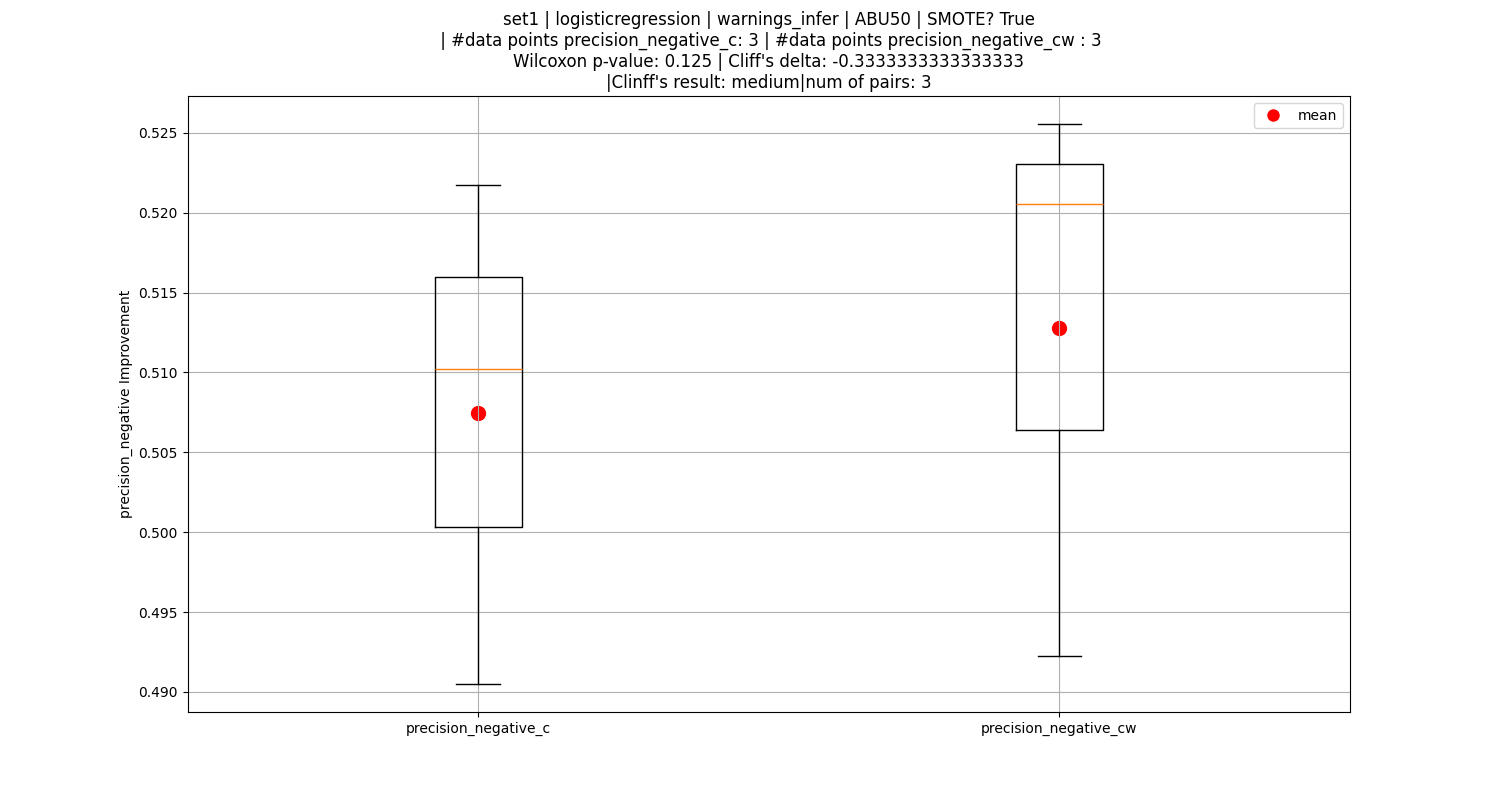 set1 | logisticregression | warnings_infer | ABU50 | SMOTE? True
| #data points precision_negative_c: 3 | #data points precision_negative_cw : 3
Wilcoxon p-value: 0.125 | Cliff's delta: -0.3333333333333333
|Clinff's result: medium|num of pairs: 3
mean
precision_negative Improvement
0.525
0.520
0.515
0.510
0.505
0.500
0.495
0.490
precision_negative_c
precision_negative_cw